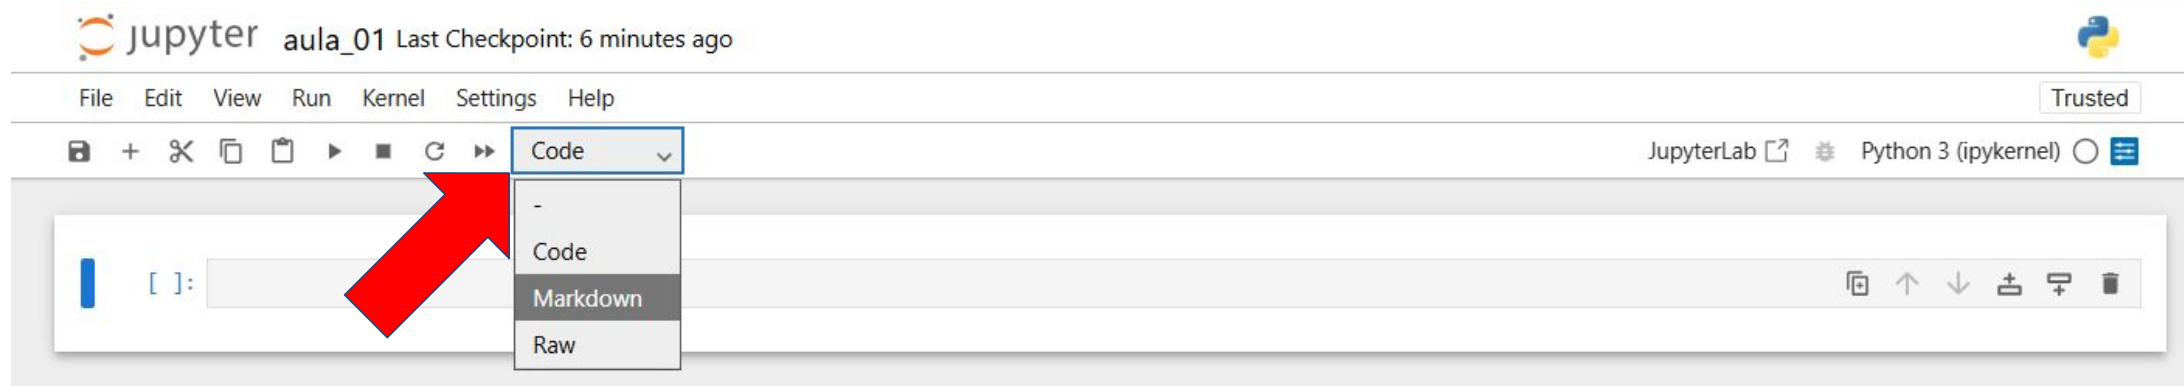 jupyter aula_01 Last Checkpoint: 6 minutes ago
File Edit View Run Kernel Settings Help Trusted
Code JupyterLab Python 3 (ipykernel)
-
Code
[ ]:
Markdown
Raw